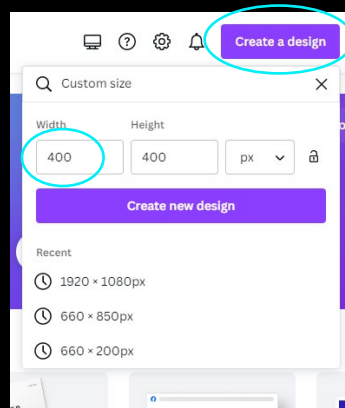 Create a design
Custom size
Width Height
400 400 px
Create new design
Recent
1920 × 1080px
660 × 850px
660 × 200px